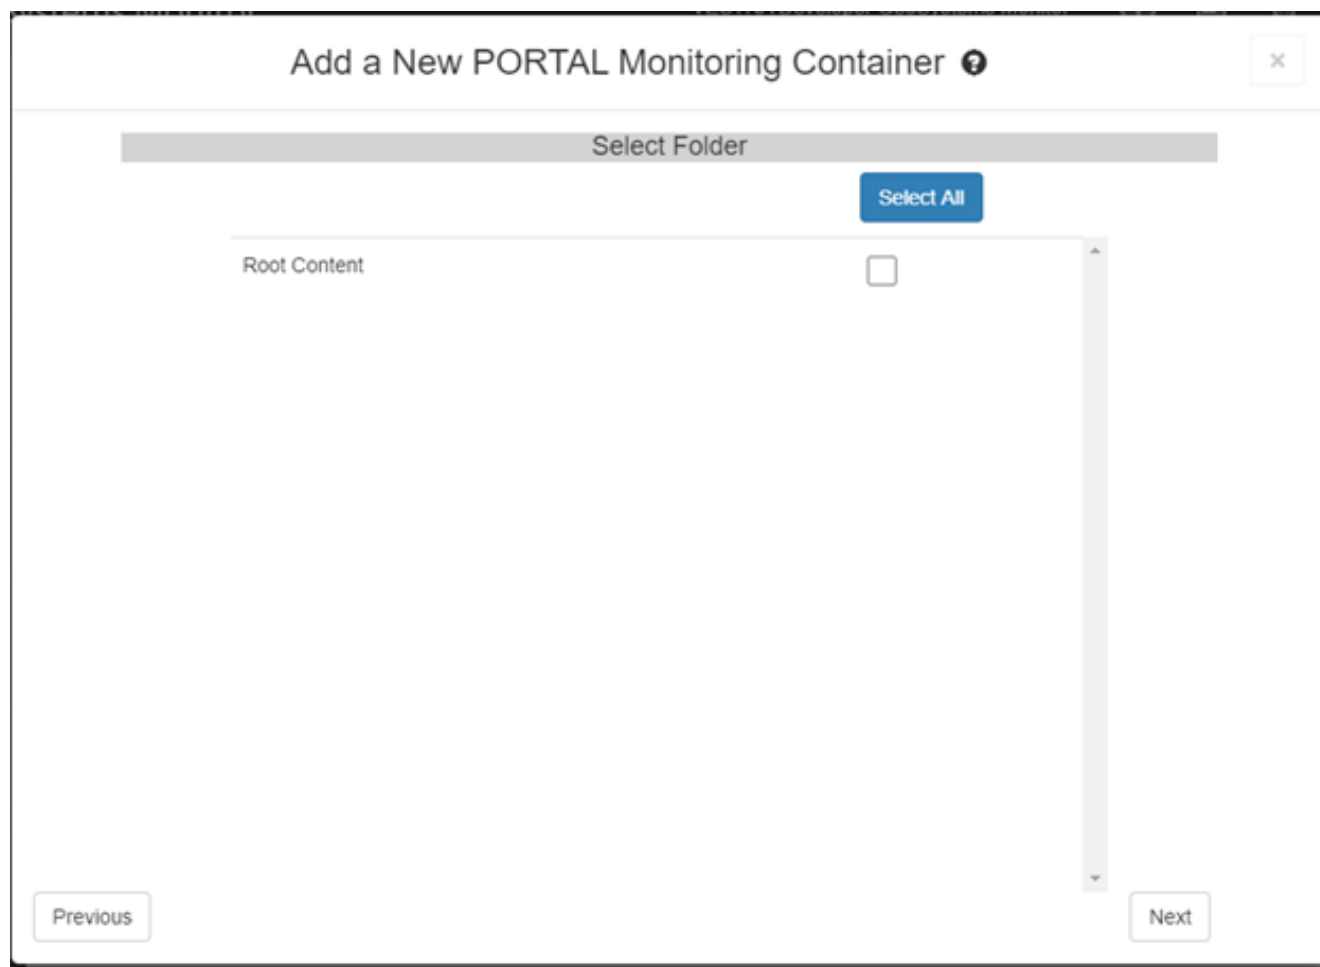 Add a New PORTAL Monitoring Container
Select Folder
Select All
Root Content
Previous
Next